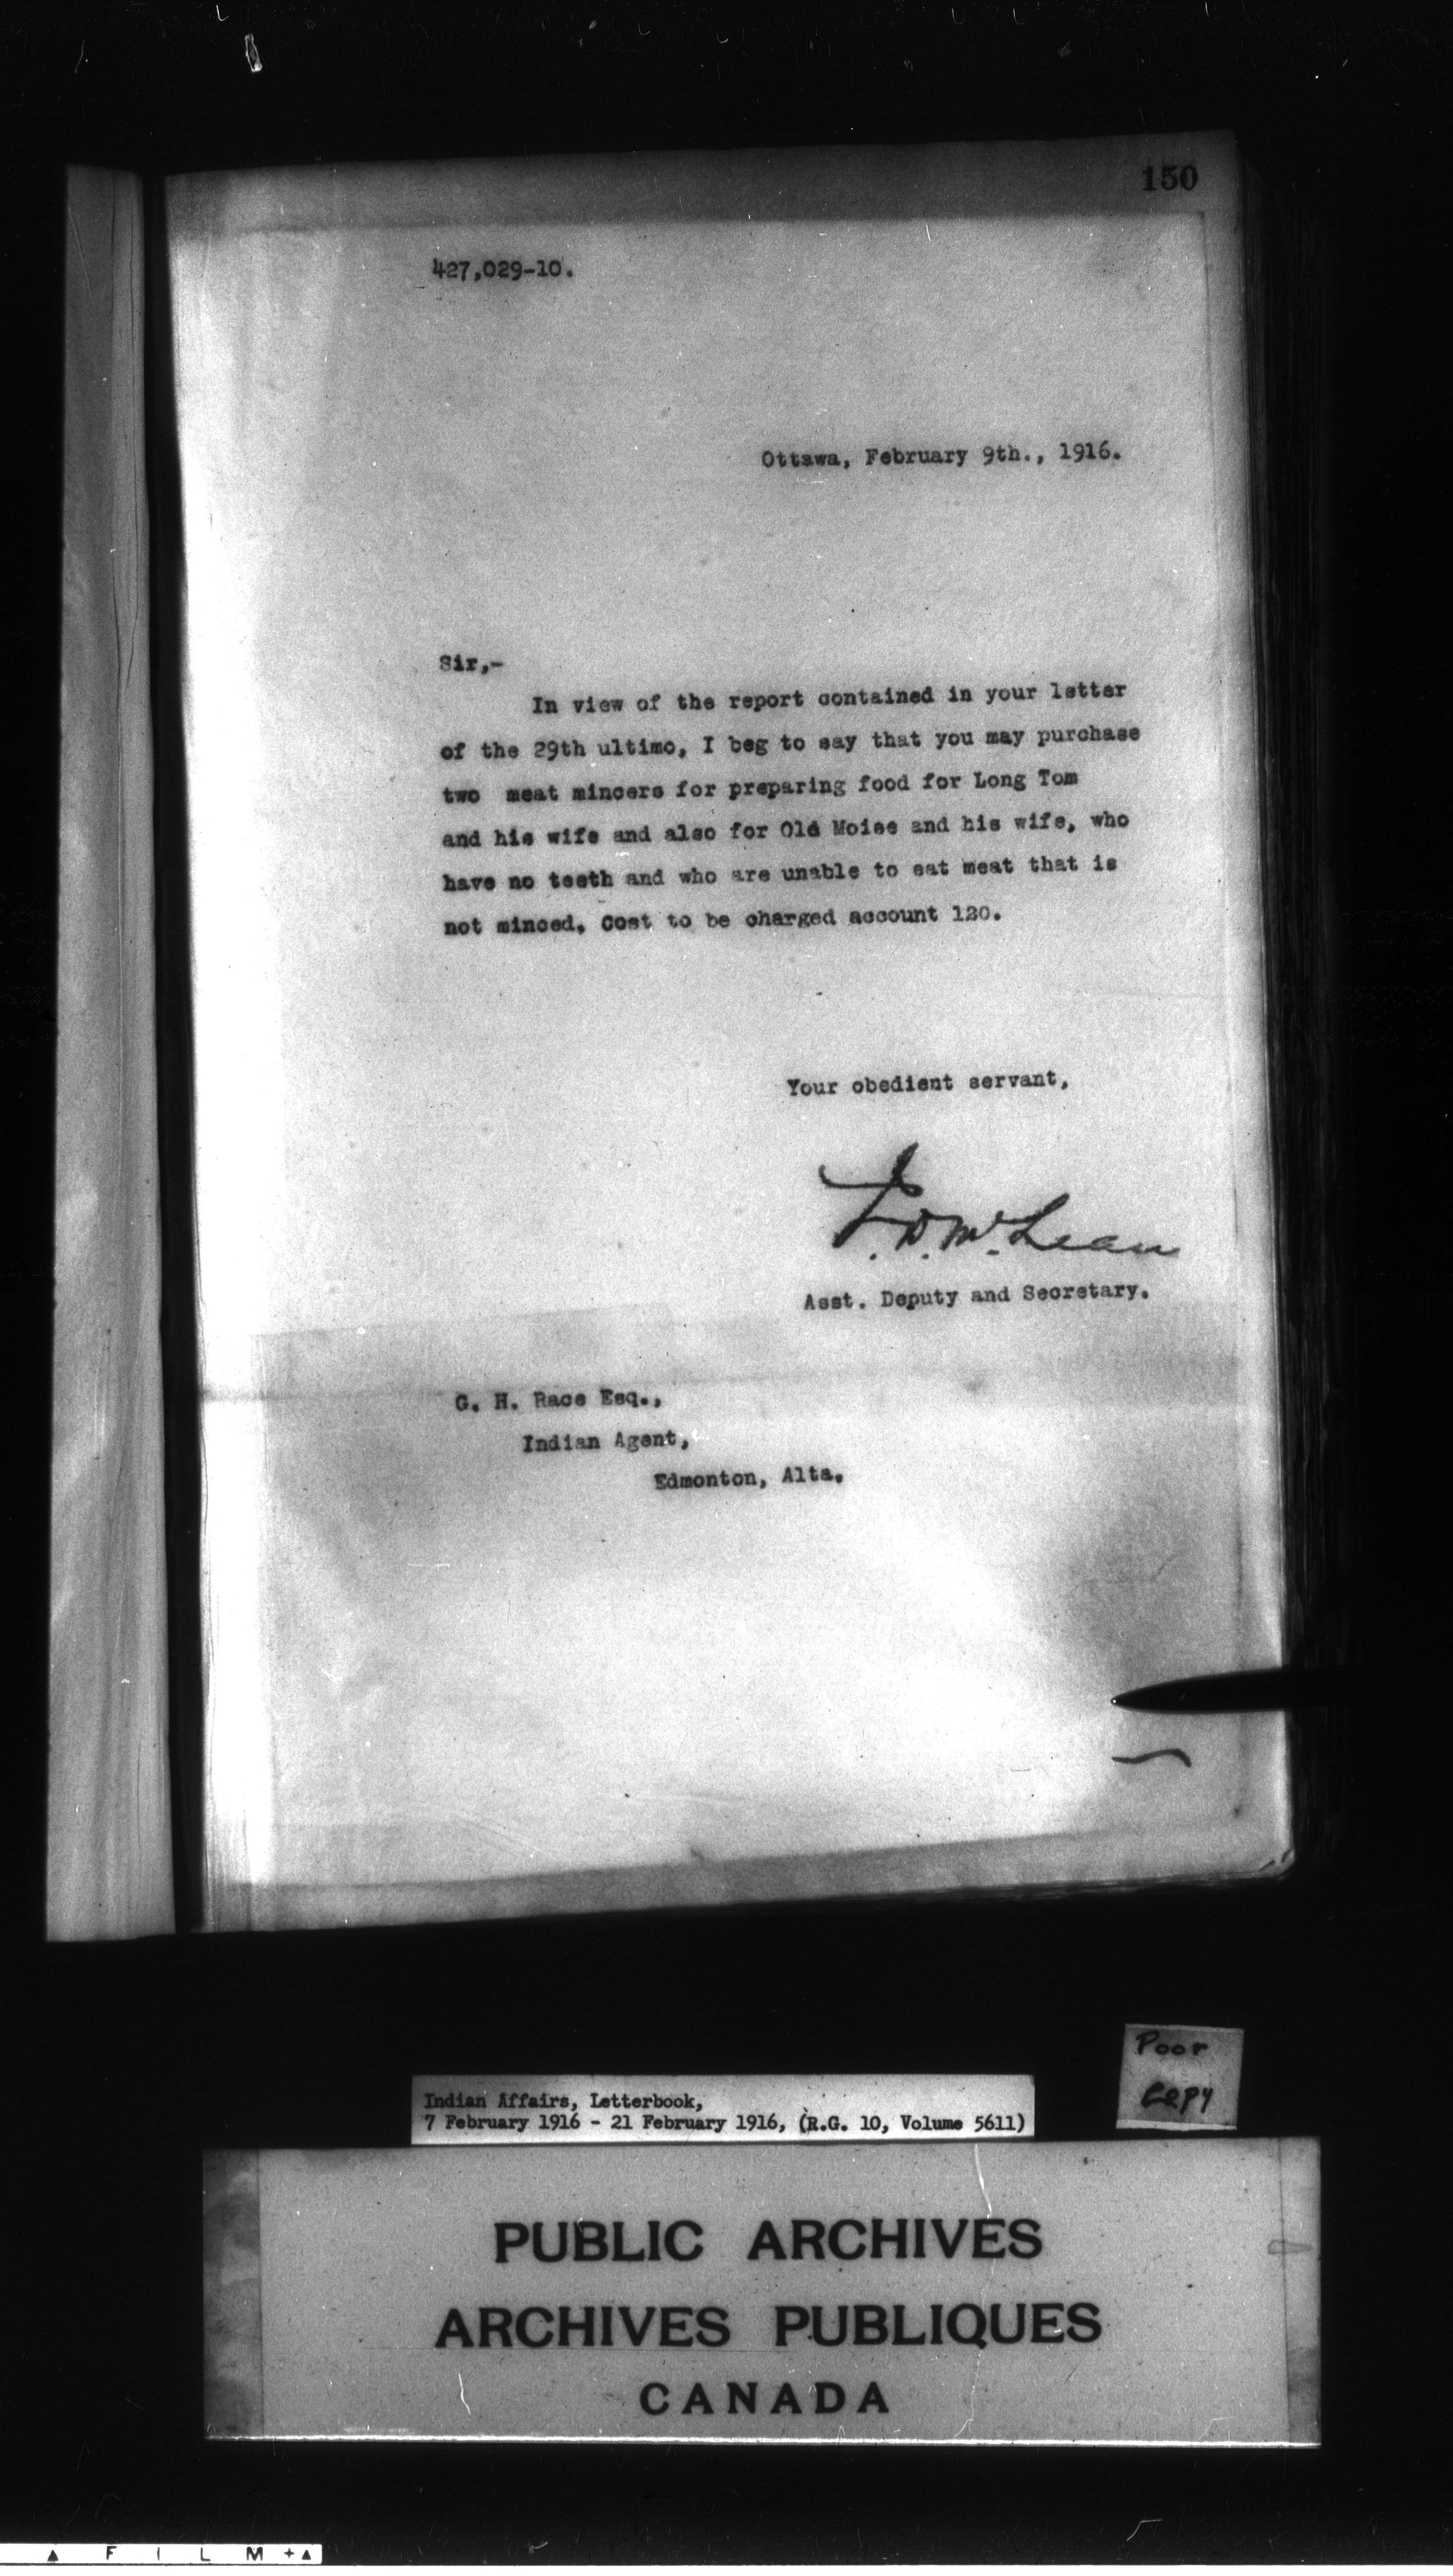 150
427,029-10.
Ottawa, February 9th., 1916.
Sir,-
In view of the report contained in your letter
of the 29th ultimo, I beg to say that you may purchase
two meat mincers for preparing food for Long Tom
and his wife and also for Old Moise and his wife, who
have no teeth and who are unable to eat meat that is
not minced. Cost to be charged account 120.
Your obedient servant,
J. D. McLean
Asst. Deputy and Secretary.
G. H. Race Esq.,
Indian Agent,
Edmonton, Alta.
Poor
Copy
Indian Affairs, Letterbook,
7 February 1916 - 21 February 1916, (R.G. 10, Volume 5611)
PUBLIC ARCHIVES
ARCHIVES PUBLIQUES
CANADA
FILM